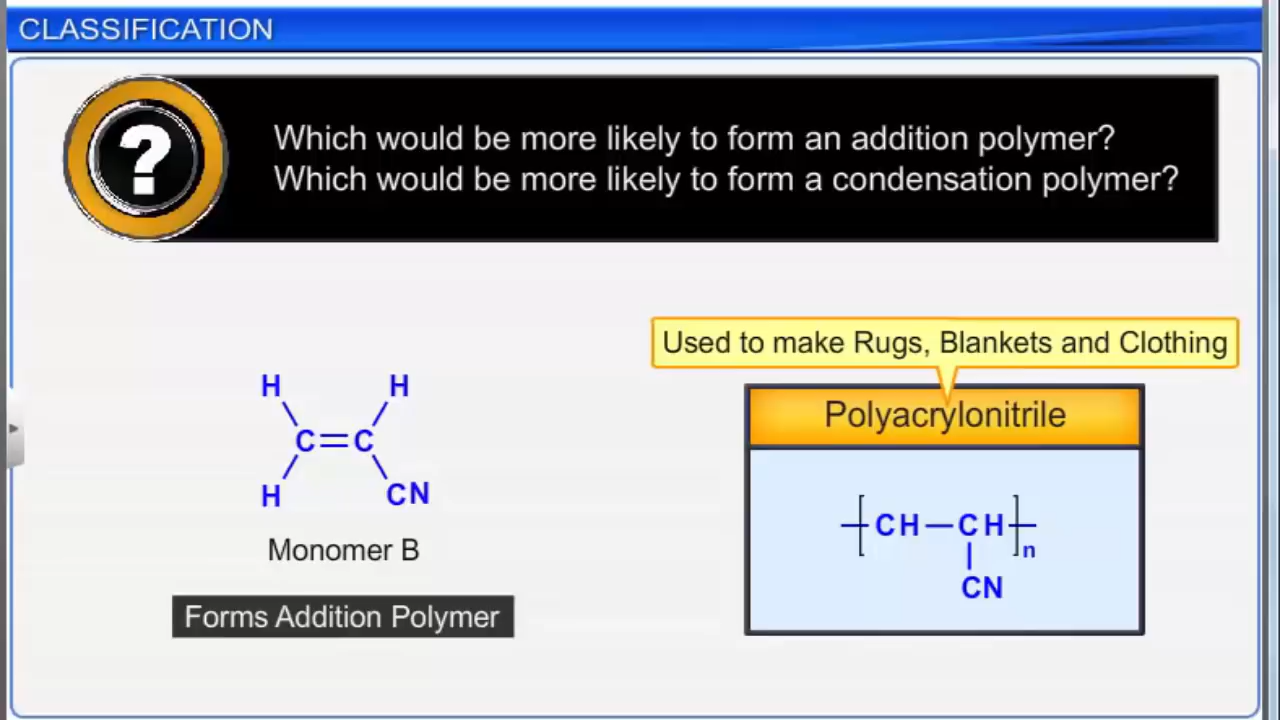 CLASSIFICATION
?
Which would be more likely to form an addition polymer?
Which would be more likely to form a condensation polymer?
Used to make Rugs, Blankets and Clothing
Polyacrylonitrile
H H
C=C
H CN
Monomer B
Forms Addition Polymer
[CH—CH]n
CN